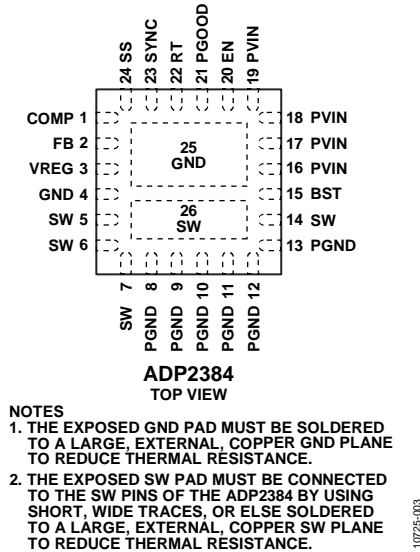 24 SS
23 SYNC
22 RT
21 PGOOD
20 EN
19 PVIN
COMP 1
FB 2
VREG 3
GND 4
SW 5
SW 6
25
GND
26
SW
18 PVIN
17 PVIN
16 PVIN
15 BST
14 SW
13 PGND
SW 7
PGND 8
PGND 9
PGND 10
PGND 11
PGND 12
ADP2384
TOP VIEW
NOTES
1. THE EXPOSED GND PAD MUST BE SOLDERED
TO A LARGE, EXTERNAL, COPPER GND PLANE
TO REDUCE THERMAL RESISTANCE.
2. THE EXPOSED SW PAD MUST BE CONNECTED
TO THE SW PINS OF THE ADP2384 BY USING
SHORT, WIDE TRACES, OR ELSE SOLDERED
TO A LARGE, EXTERNAL, COPPER SW PLANE
TO REDUCE THERMAL RESISTANCE.
10725-003